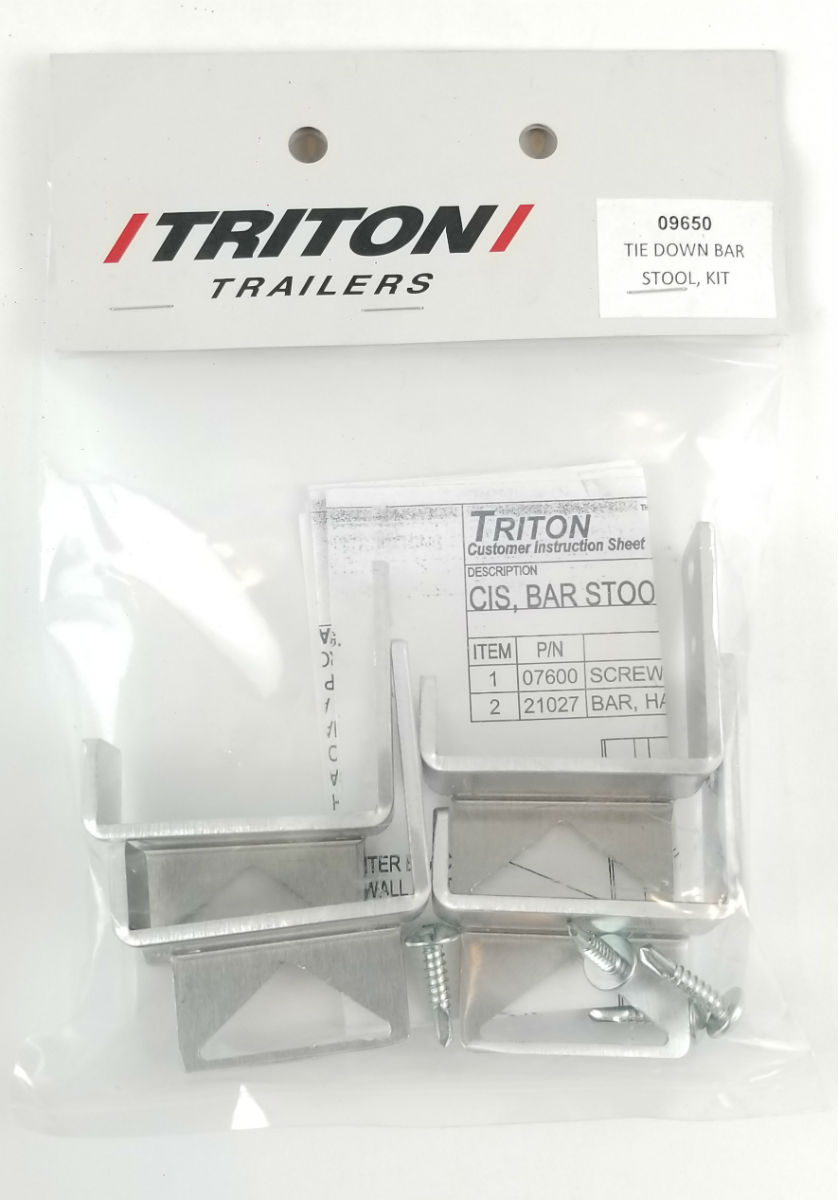 TRITON
TRAILERS
09650
TIE DOWN BAR
STOOL, KIT
TRITON
Customer Instruction Sheet
DESCRIPTION
CIS, BAR STOO
ITEM P/N
1 07600 SCREW
2 21027 BAR, HA
WALL